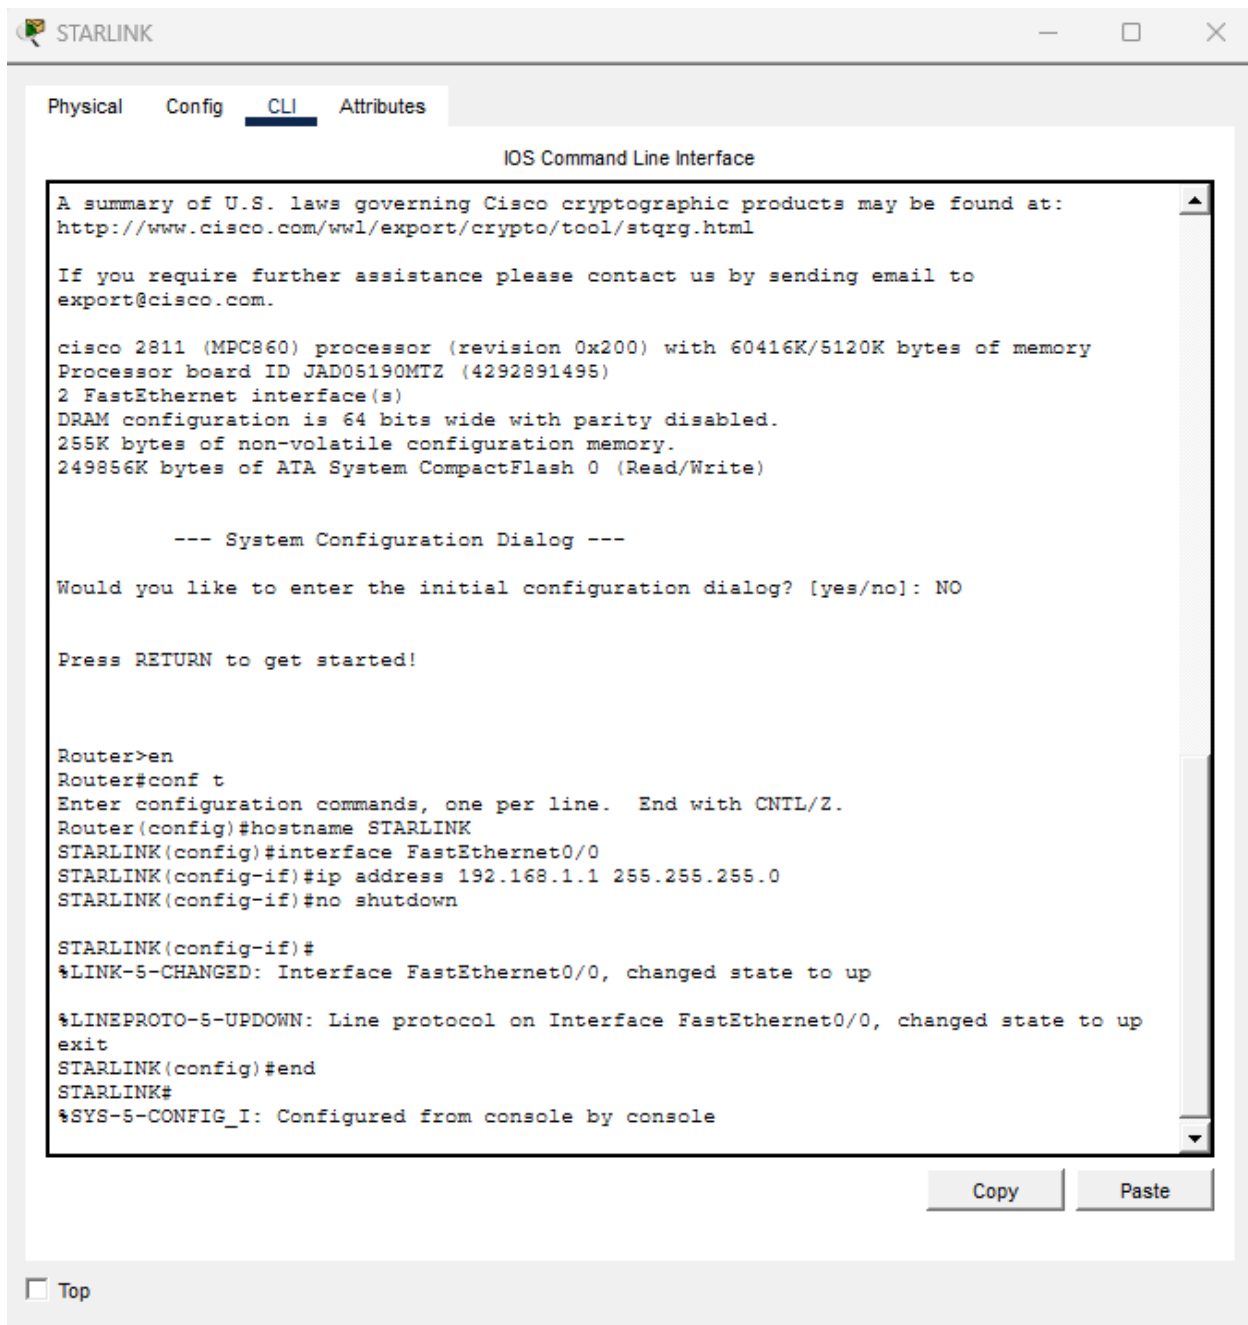 STARLINK
Physical Config CLI Attributes
IOS Command Line Interface
A summary of U.S. laws governing Cisco cryptographic products may be found at:
http://www.cisco.com/wwl/export/crypto/tool/stqrg.html
If you require further assistance please contact us by sending email to
export@cisco.com.
cisco 2811 (MPC860) processor (revision 0x200) with 60416K/5120K bytes of memory
Processor board ID JAD05190MTZ (4292891495)
2 FastEthernet interface(s)
DRAM configuration is 64 bits wide with parity disabled.
255K bytes of non-volatile configuration memory.
249856K bytes of ATA System CompactFlash 0 (Read/Write)
--- System Configuration Dialog ---
Would you like to enter the initial configuration dialog? [yes/no]: NO
Press RETURN to get started!
Router>en
Router#conf t
Enter configuration commands, one per line.  End with CNTL/Z.
Router(config)#hostname STARLINK
STARLINK(config)#interface FastEthernet0/0
STARLINK(config-if)#ip address 192.168.1.1 255.255.255.0
STARLINK(config-if)#no shutdown
STARLINK(config-if)#
%LINK-5-CHANGED: Interface FastEthernet0/0, changed state to up
%LINEPROTO-5-UPDOWN: Line protocol on Interface FastEthernet0/0, changed state to up
exit
STARLINK(config)#end
STARLINK#
%SYS-5-CONFIG_I: Configured from console by console
Copy Paste
Top